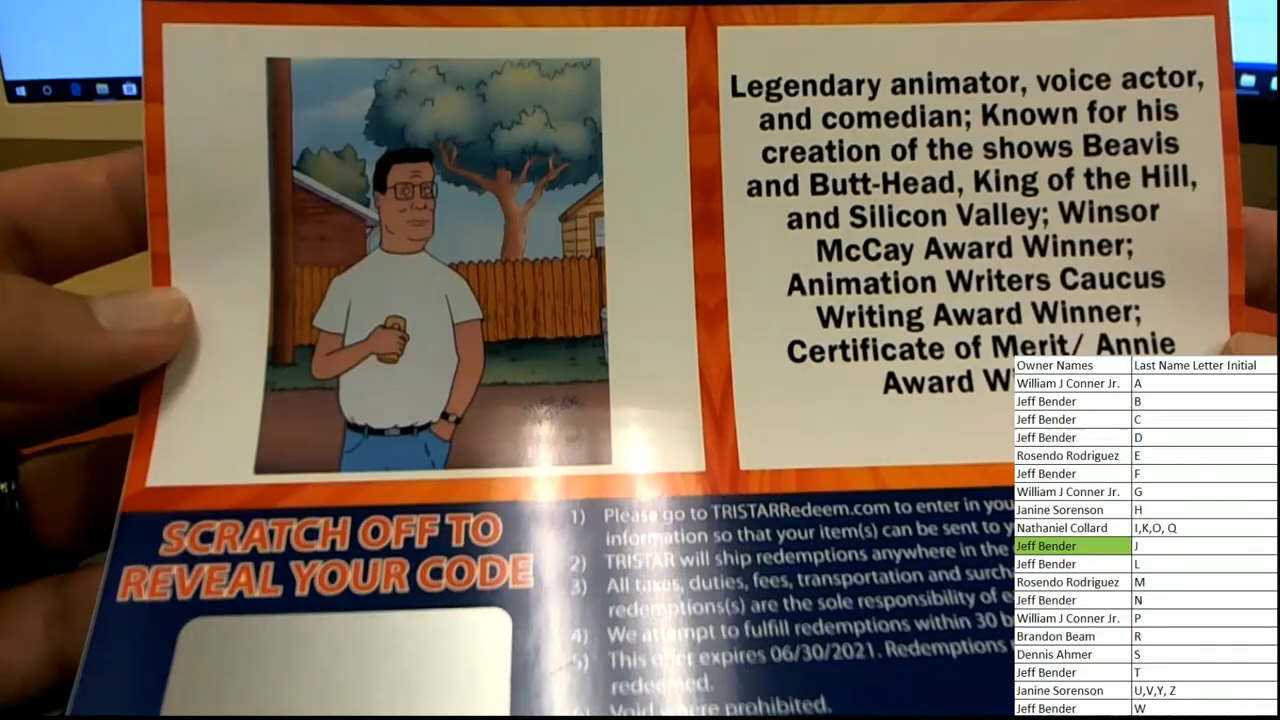 Legendary animator, voice actor,
and comedian; Known for his
creation of the shows Beavis
and Butt-Head, King of the Hill,
and Silicon Valley; Winsor
McCay Award Winner;
Animation Writers Caucus
Writing Award Winner;
Certificate of Merit/ Annie
Award W
SCRATCH OFF TO
REVEAL YOUR CODE
1) Please go to TRISTARRedeem.com to enter in you
information so that your item(s) can be sent to y
2) TRISTAR will ship redemptions anywhere in the
3) All taxes, duties, fees, transportation and surch
redemptions(s) are the sole responsibility of
4) We attempt to fulfill redemptions within 30 b
5) This offer expires 06/30/2021. Redemptions
redeemed.
6) Void where prohibited.
Owner Names Last Name Letter Initial
William J Conner Jr. A
Jeff Bender B
Jeff Bender C
Jeff Bender D
Rosendo Rodriguez E
Jeff Bender F
William J Conner Jr. G
Janine Sorenson H
Nathaniel Collard I,K,O, Q
Jeff Bender J
Jeff Bender L
Rosendo Rodriguez M
Jeff Bender N
William J Conner Jr. P
Brandon Beam R
Dennis Ahmer S
Jeff Bender T
Janine Sorenson U,V,Y, Z
Jeff Bender W